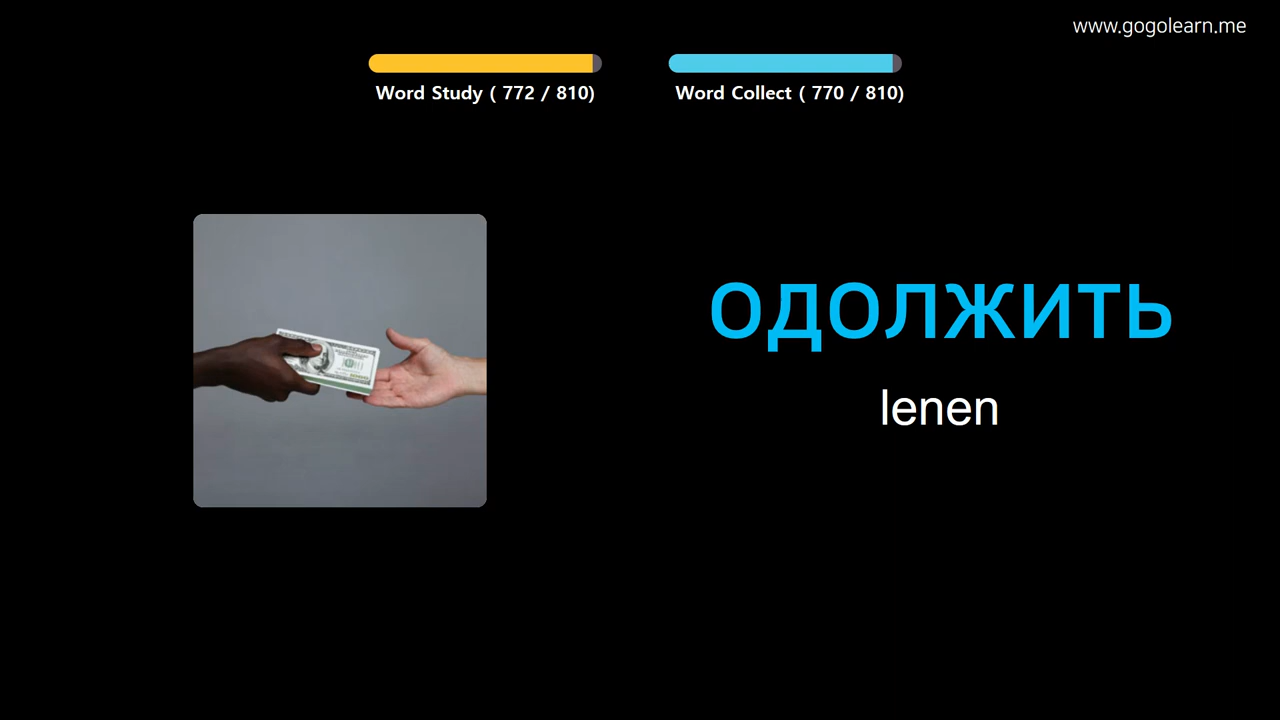 www.gogolearn.me
Word Study ( 772 / 810)
Word Collect ( 770 / 810)
одолжить
lenen